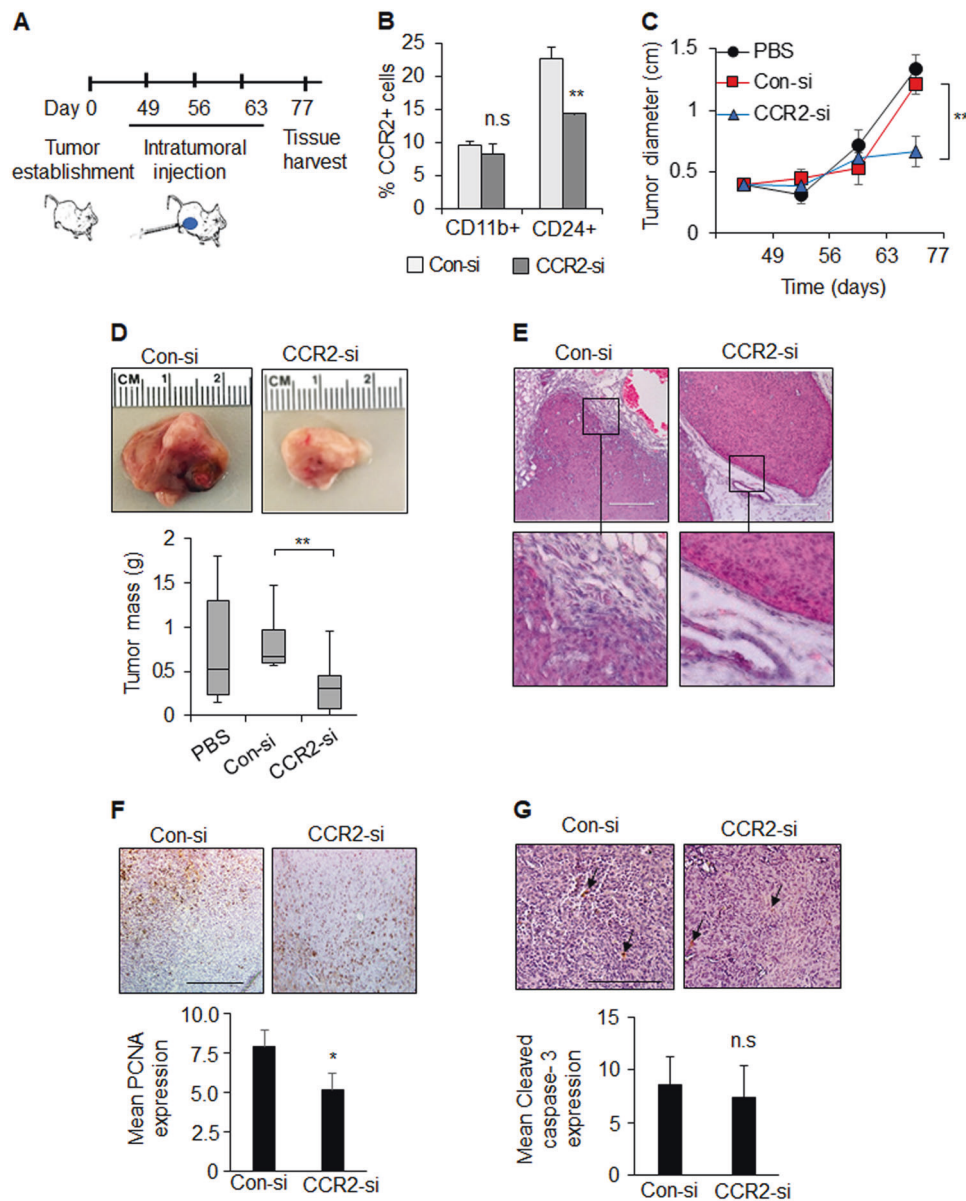 A
Day 0 49 56 63 77
Tumor establishment
Intratumoral injection
Tissue harvest
B
% CCR2+ cells
25
20
15
10
5
0
n.s
**
CD11b+ CD24+
Con-si CCR2-si
C
Tumor diameter (cm)
1.5
1
0.5
0
PBS
Con-si
CCR2-si
**
49 56 63 77
Time (days)
D
Con-si CCR2-si
CM 1 2
CM 1 2
Tumor mass (g)
2
1.5
1
0.5
0
**
PBS Con-si CCR2-si
E
Con-si CCR2-si
F
Con-si CCR2-si
Mean PCNA
expression
10.0
7.5
5.0
2.5
0
*
Con-si CCR2-si
G
Con-si CCR2-si
Mean Cleaved
caspase- 3
expression
15
10
5
0
n.s
Con-si CCR2-si